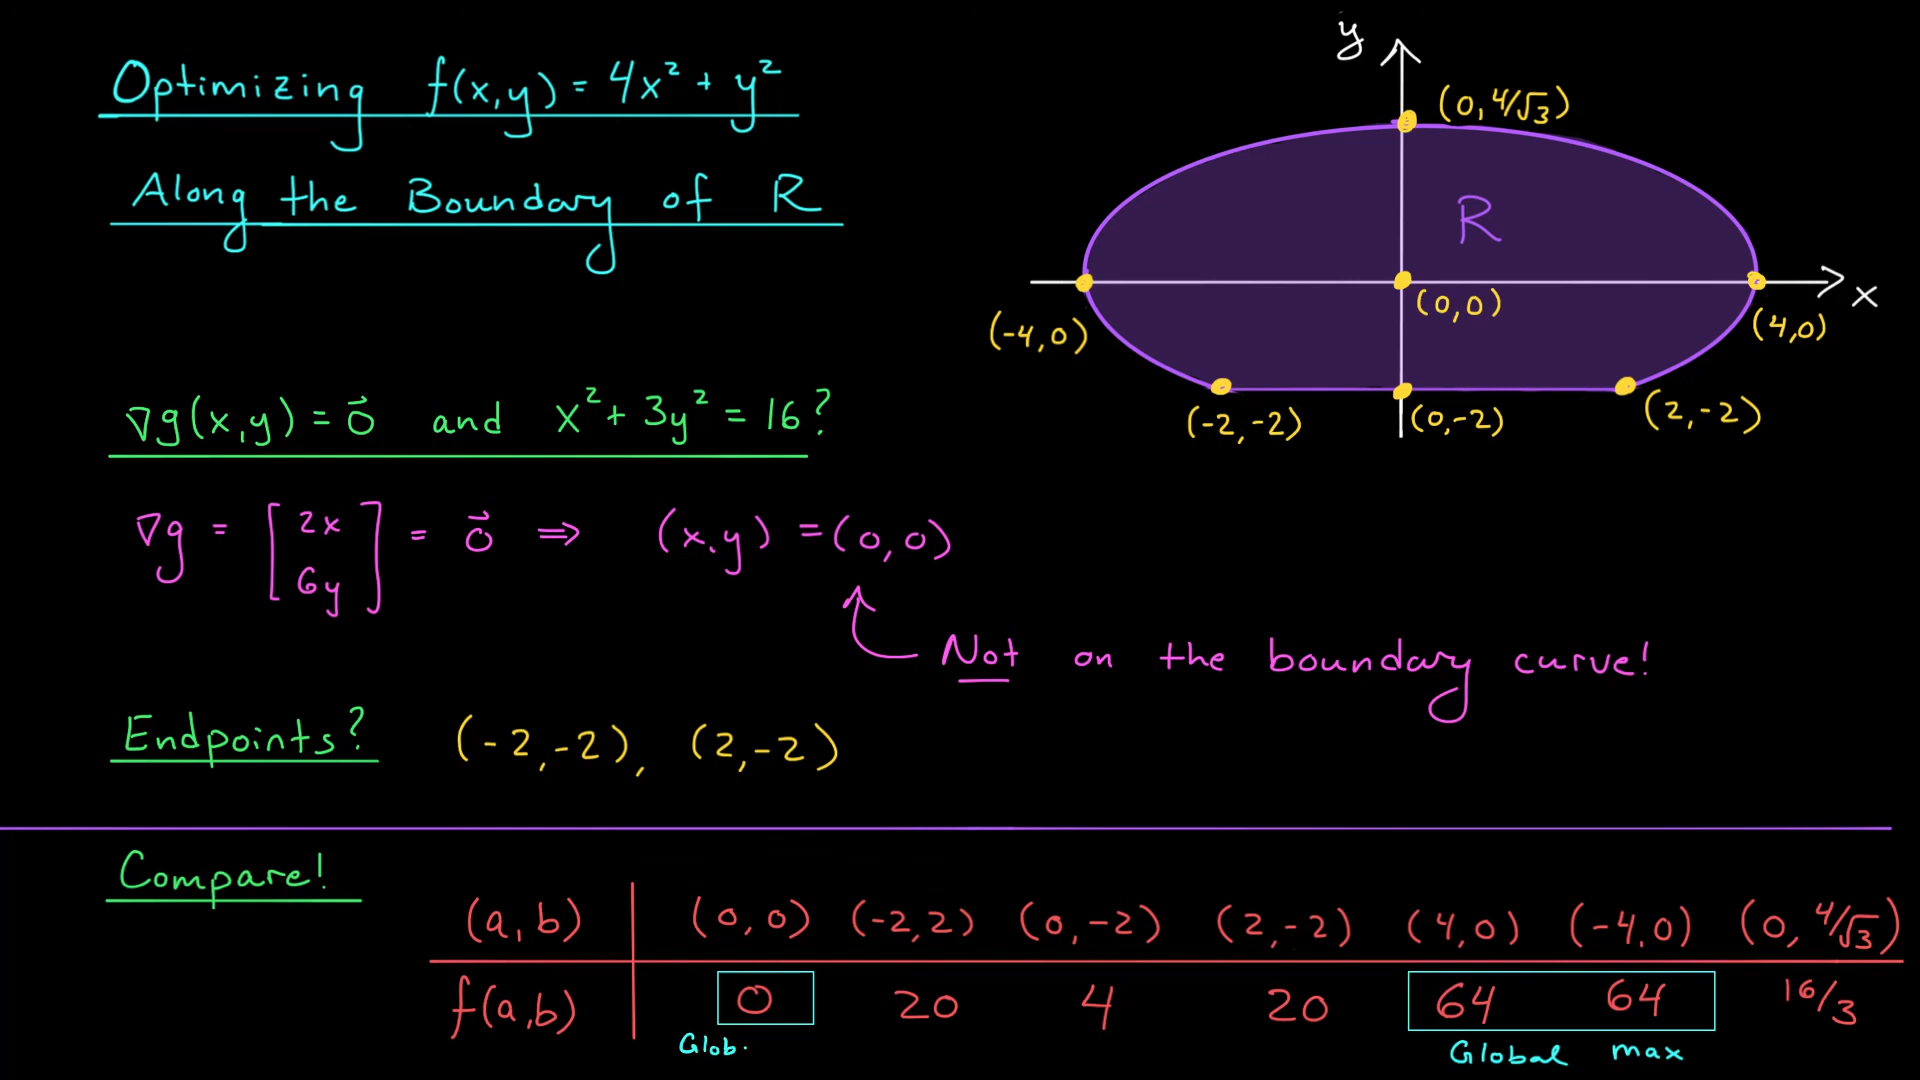 Optimizing f(x,y) = 4x² + y²
Along the Boundary of R
y
(0, 4/√3)
R
x
(0,0)
(-4,0)
(4,0)
(-2,-2)
(0,-2)
(2,-2)
∇g(x,y) = 0⃗ and x² + 3y² = 16?
∇g = [2x 6y] = 0⃗ ⇒ (x.y) = (0,0)
Not on the boundary curve!
Endpoints? (-2,-2), (2,-2)
Compare!
(a,b) (0,0) (-2,2) (0,-2) (2,-2) (4,0) (-4,0) (0, 4/√3)
f(a,b) 0 20 4 20 64 64 16/3
Glob. Global max